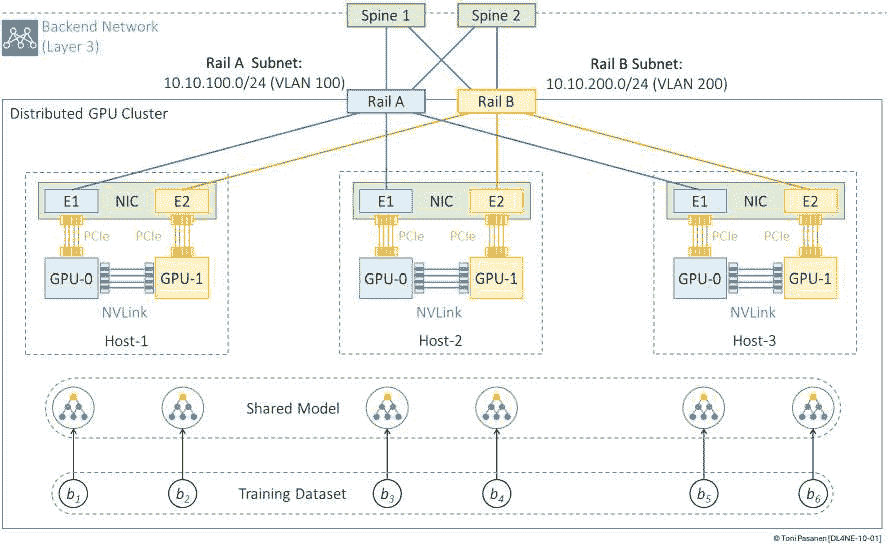 Spine 1
Spine 2
Backend Network
(Layer 3)
Rail A Subnet:
10.10.100.0/24 (VLAN 100)
Rail B Subnet:
10.10.200.0/24 (VLAN 200)
Rail A
Rail B
Distributed GPU Cluster
E1 NIC E2
PCIe PCIe
GPU-0 GPU-1
NVLink
Host-1
E1 NIC E2
PCIe PCIe
GPU-0 GPU-1
NVLink
Host-2
E1 NIC E2
PCIe PCIe
GPU-0 GPU-1
NVLink
Host-3
Shared Model
b1 b2 Training Dataset b3 b4 b5 b6
© Toni Pasanen [DL4NE-10-01]